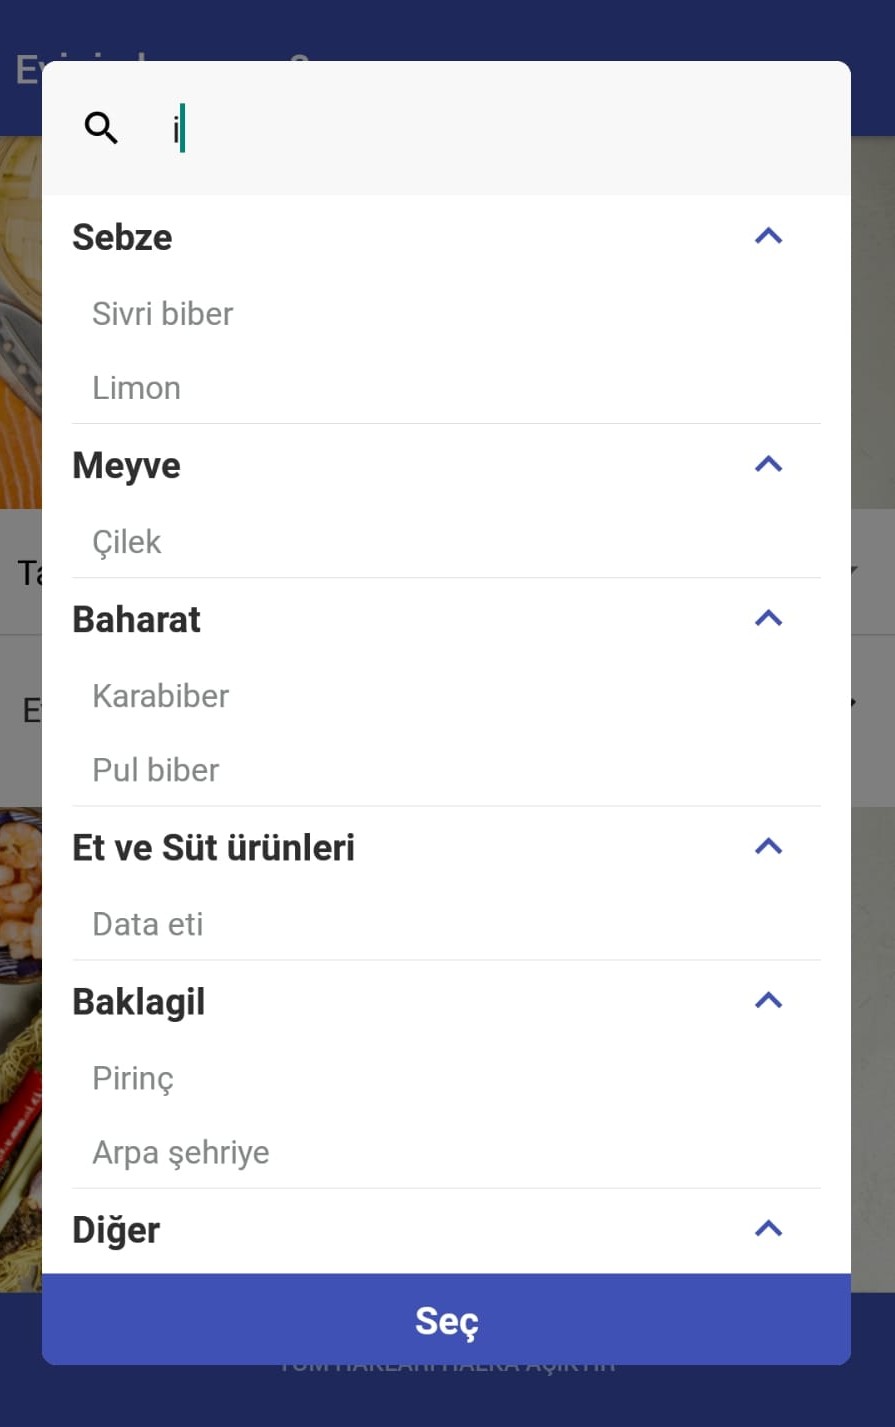 i
Sebze
Sivri biber
Limon
Meyve
Çilek
Baharat
Karabiber
Pul biber
Et ve Süt ürünleri
Data eti
Baklagil
Pirinç
Arpa şehriye
Diğer
Seç